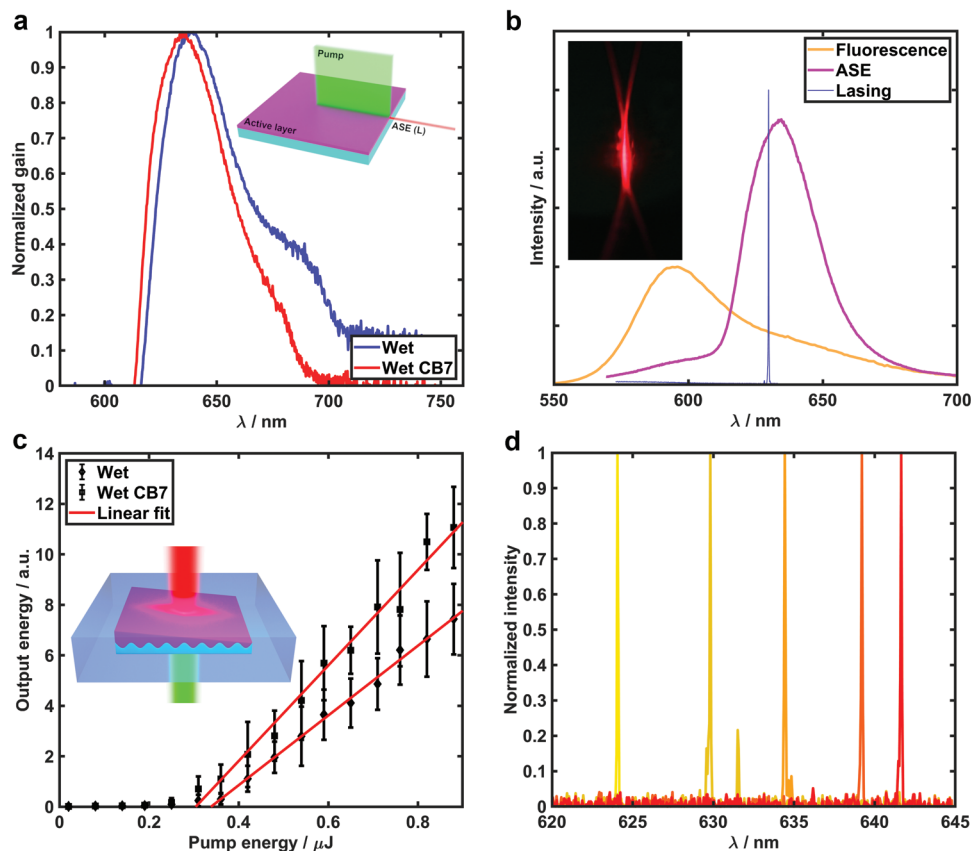 a
Normalized gain
1
0.9
0.8
0.7
0.6
0.5
0.4
0.3
0.2
0.1
0
600
650
700
750
λ / nm
Pump
Active layer
ASE (L)
Wet
Wet CB7
b
Intensity / a.u.
Fluorescence
ASE
Lasing
550
600
650
700
λ / nm
c
Output energy / a.u.
14
12
10
8
6
4
2
0
Wet
Wet CB7
Linear fit
0
0.2
0.4
0.6
0.8
Pump energy / μJ
d
Normalized intensity
1
0.9
0.8
0.7
0.6
0.5
0.4
0.3
0.2
0.1
0
620
625
630
635
640
645
λ / nm